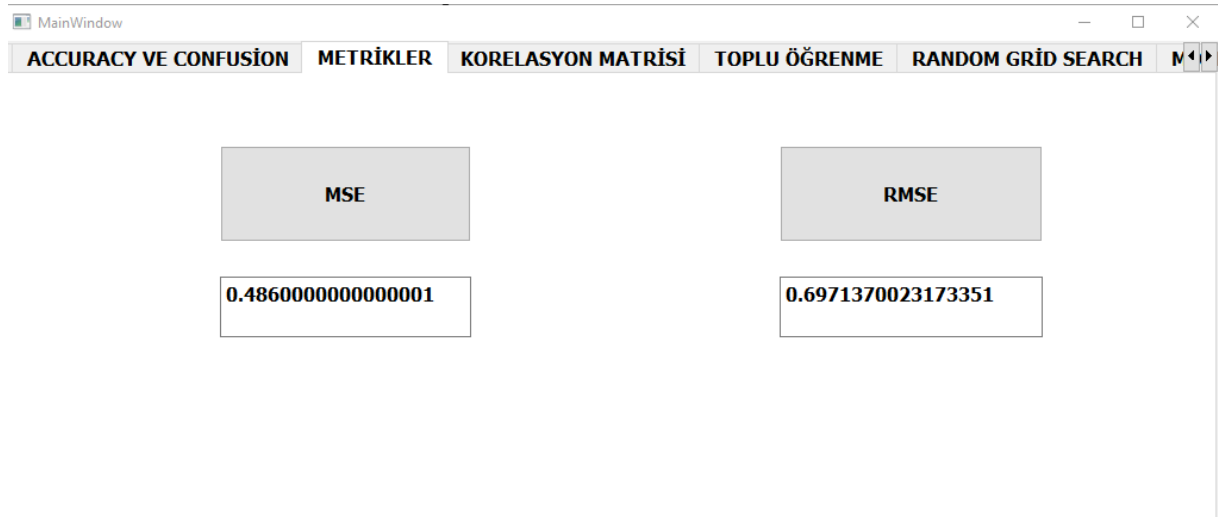 MainWindow
ACCURACY VE CONFUSİON METRİKLER KORELASYON MATRİSİ TOPLU ÖĞRENME RANDOM GRİD SEARCH
MSE RMSE
0.4860000000000001 0.6971370023173351